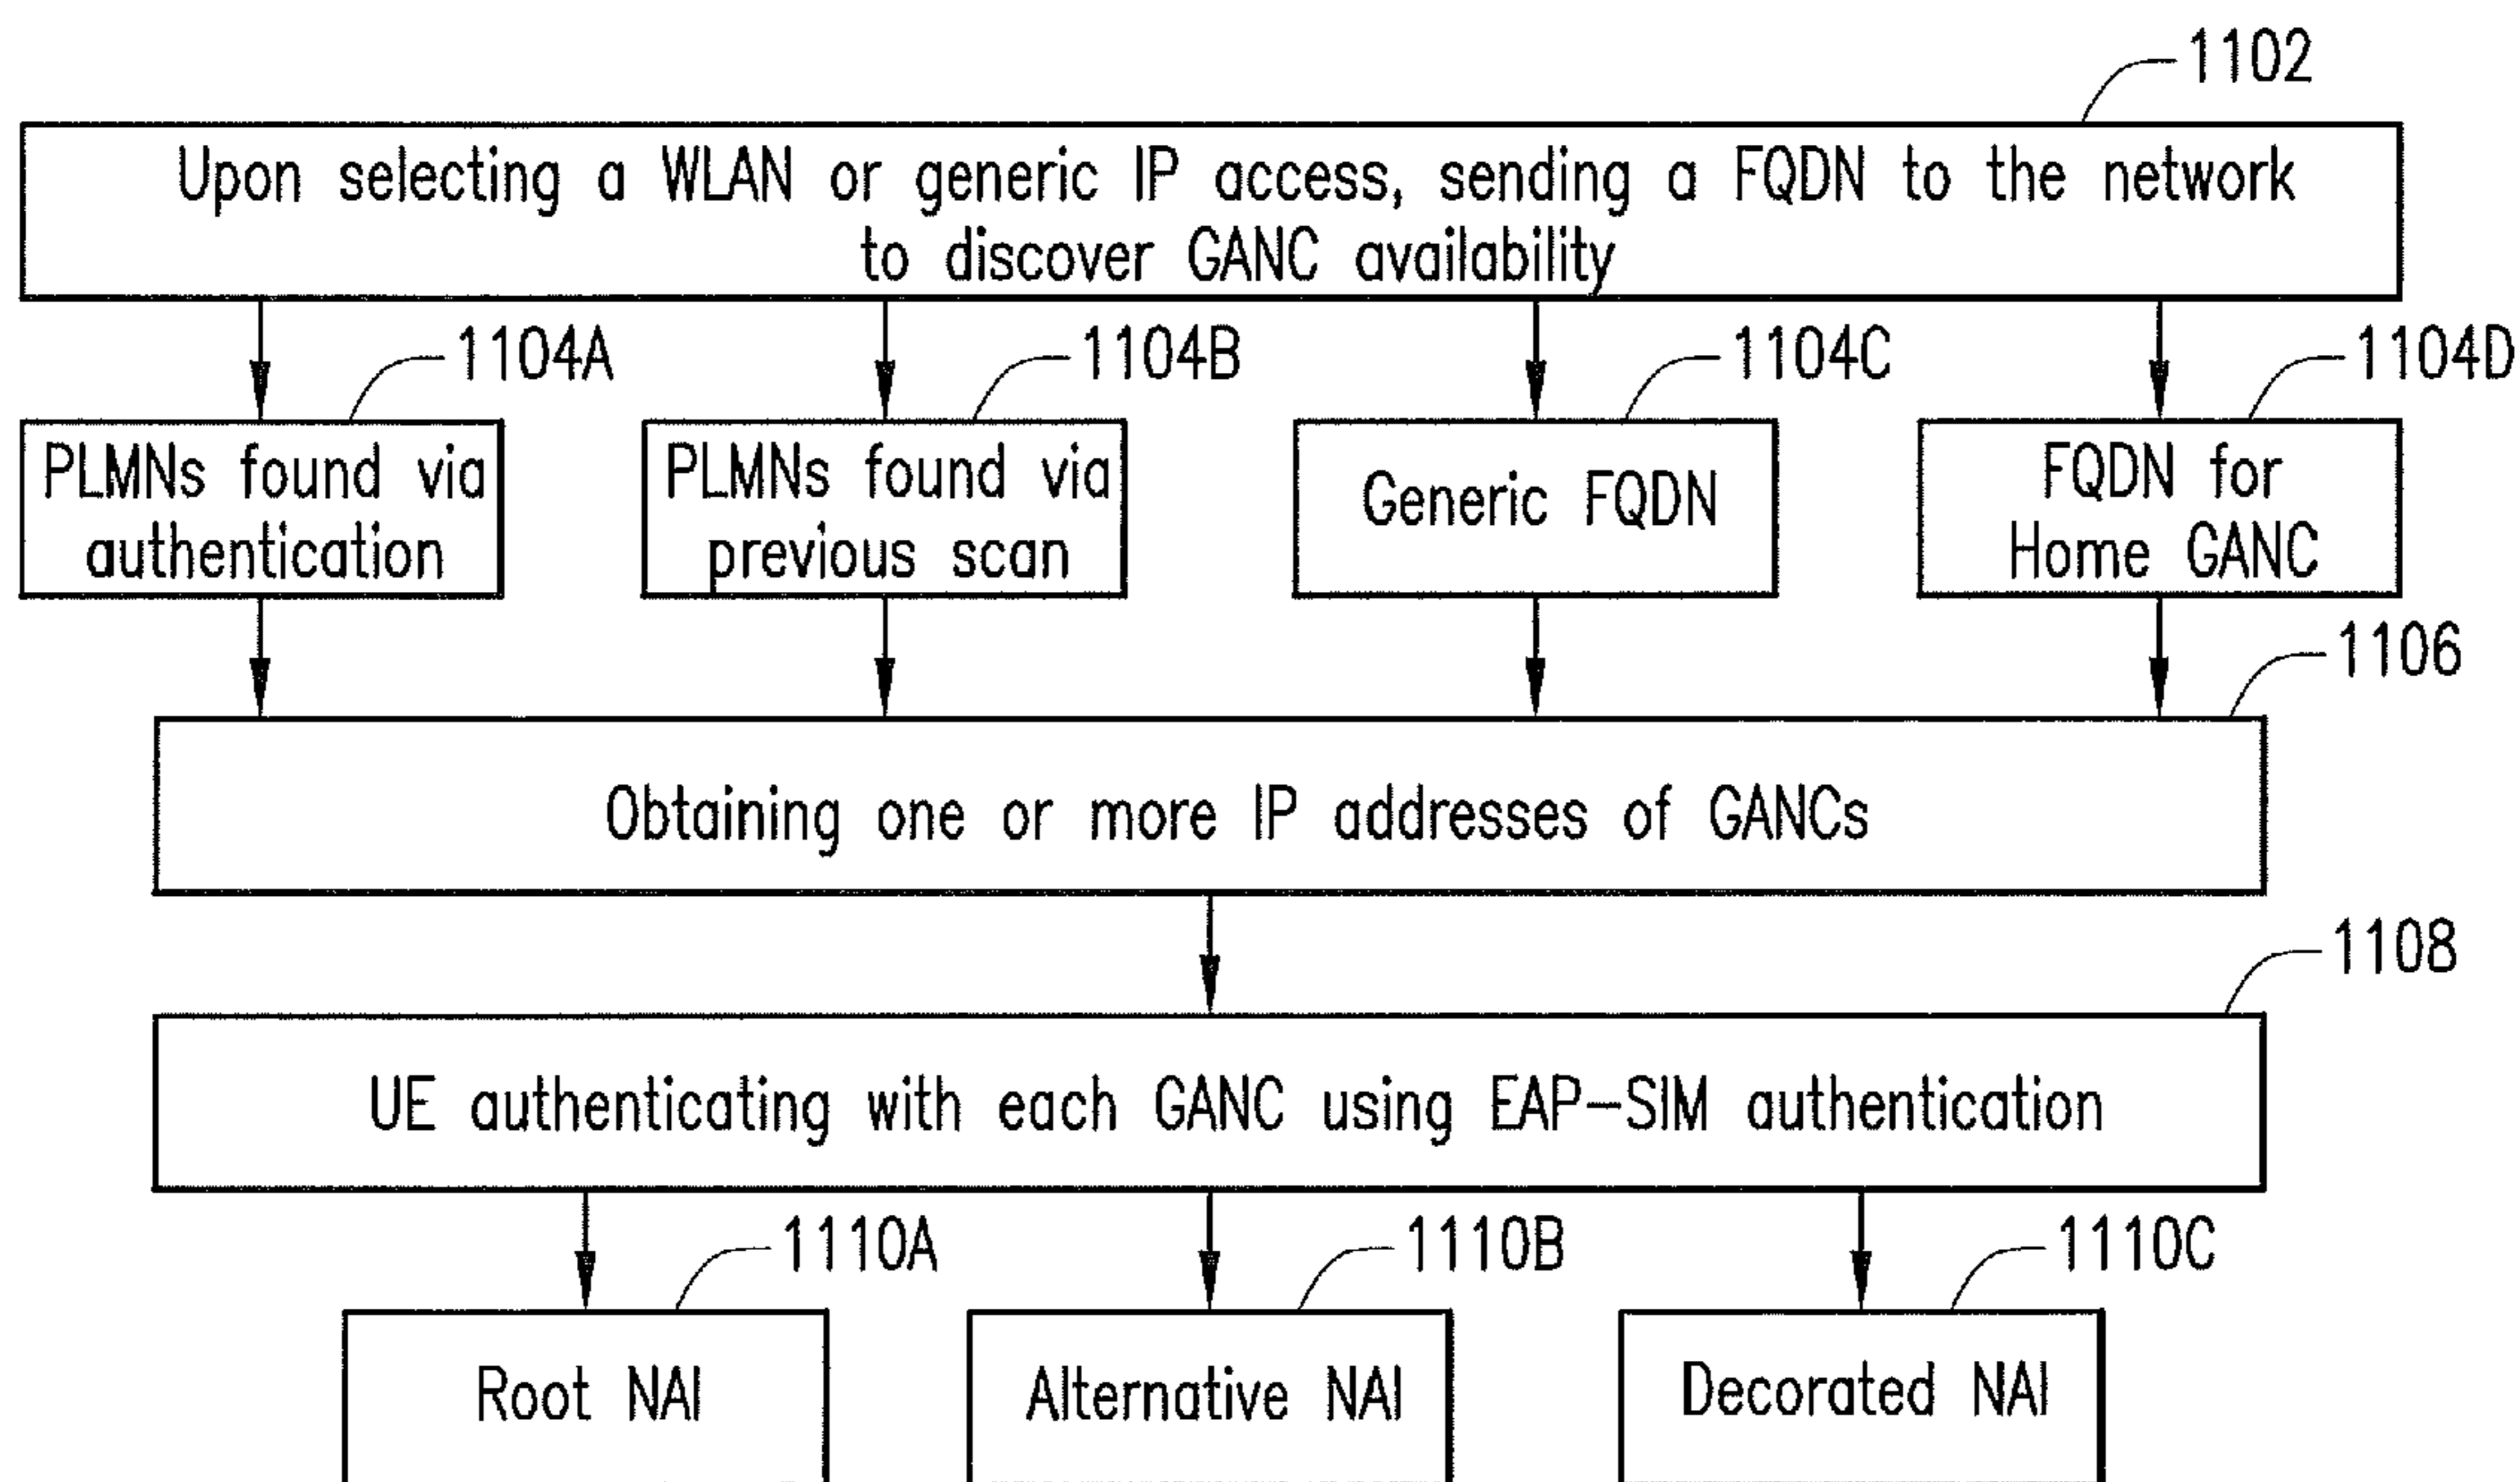 1102
Upon selecting a WLAN or generic IP access, sending a FQDN to the network
to discover GANC availability
1104A
1104B
1104C
1104D
PLMNs found via
authentication
PLMNs found via
previous scan
Generic FQDN
FQDN for
Home GANC
1106
Obtaining one or more IP addresses of GANCs
1108
UE authenticating with each GANC using EAP-SIM authentication
1110A
1110B
1110C
Root NAI
Alternative NAI
Decorated NAI